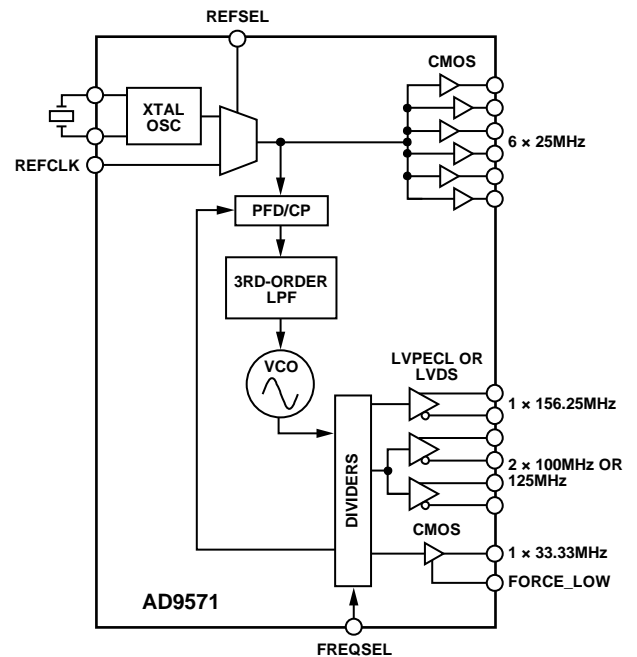 REFSEL
XTAL
OSC
REFCLK
CMOS
6 × 25MHz
PFD/CP
3RD-ORDER
LPF
VCO
DIVIDERS
LVPECL OR
LVDS
1 × 156.25MHz
2 × 100MHz OR
125MHz
CMOS
1 × 33.33MHz
FORCE_LOW
AD9571
FREQSEL